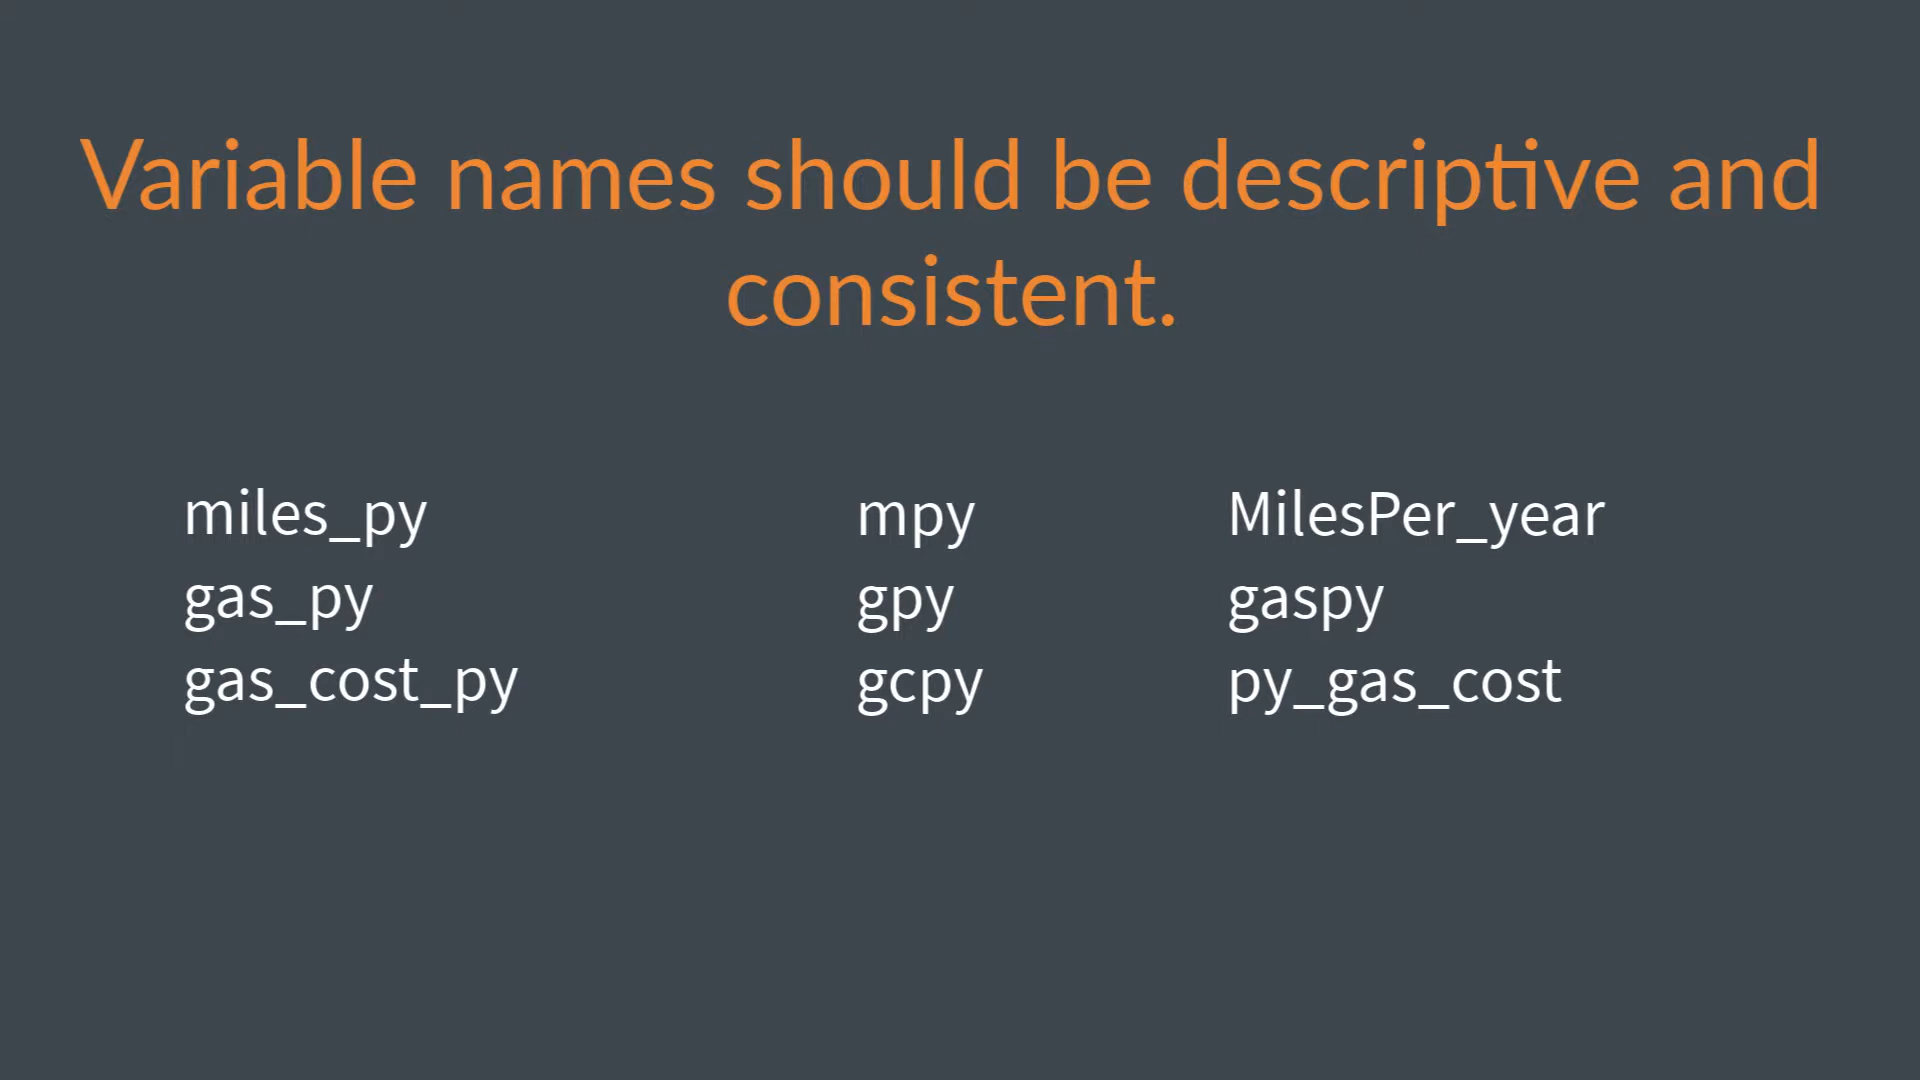 Variable names should be descriptive and
consistent.
miles_py
gas_py
gas_cost_py
mpy
gpy
gcpy
MilesPer_year
gaspy
py_gas_cost